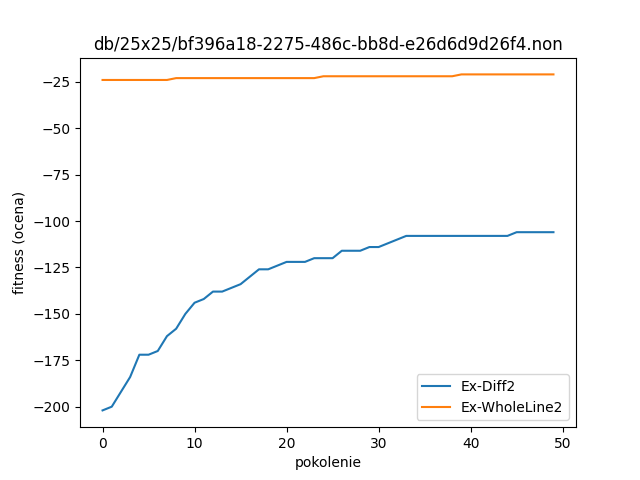 db/25x25/bf396a18-2275-486c-bb8d-e26d6d9d26f4.non
fitness (ocena)
−25
−50
−75
−100
−125
−150
−175
−200
Ex-Diff2
Ex-WholeLine2
0 10 20 30 40 50
pokolenie